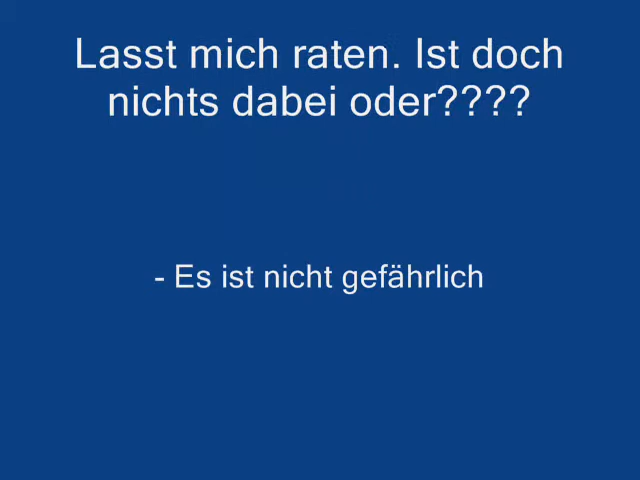 Lasst mich raten. Ist doch
nichts dabei oder????
- Es ist nicht gefährlich